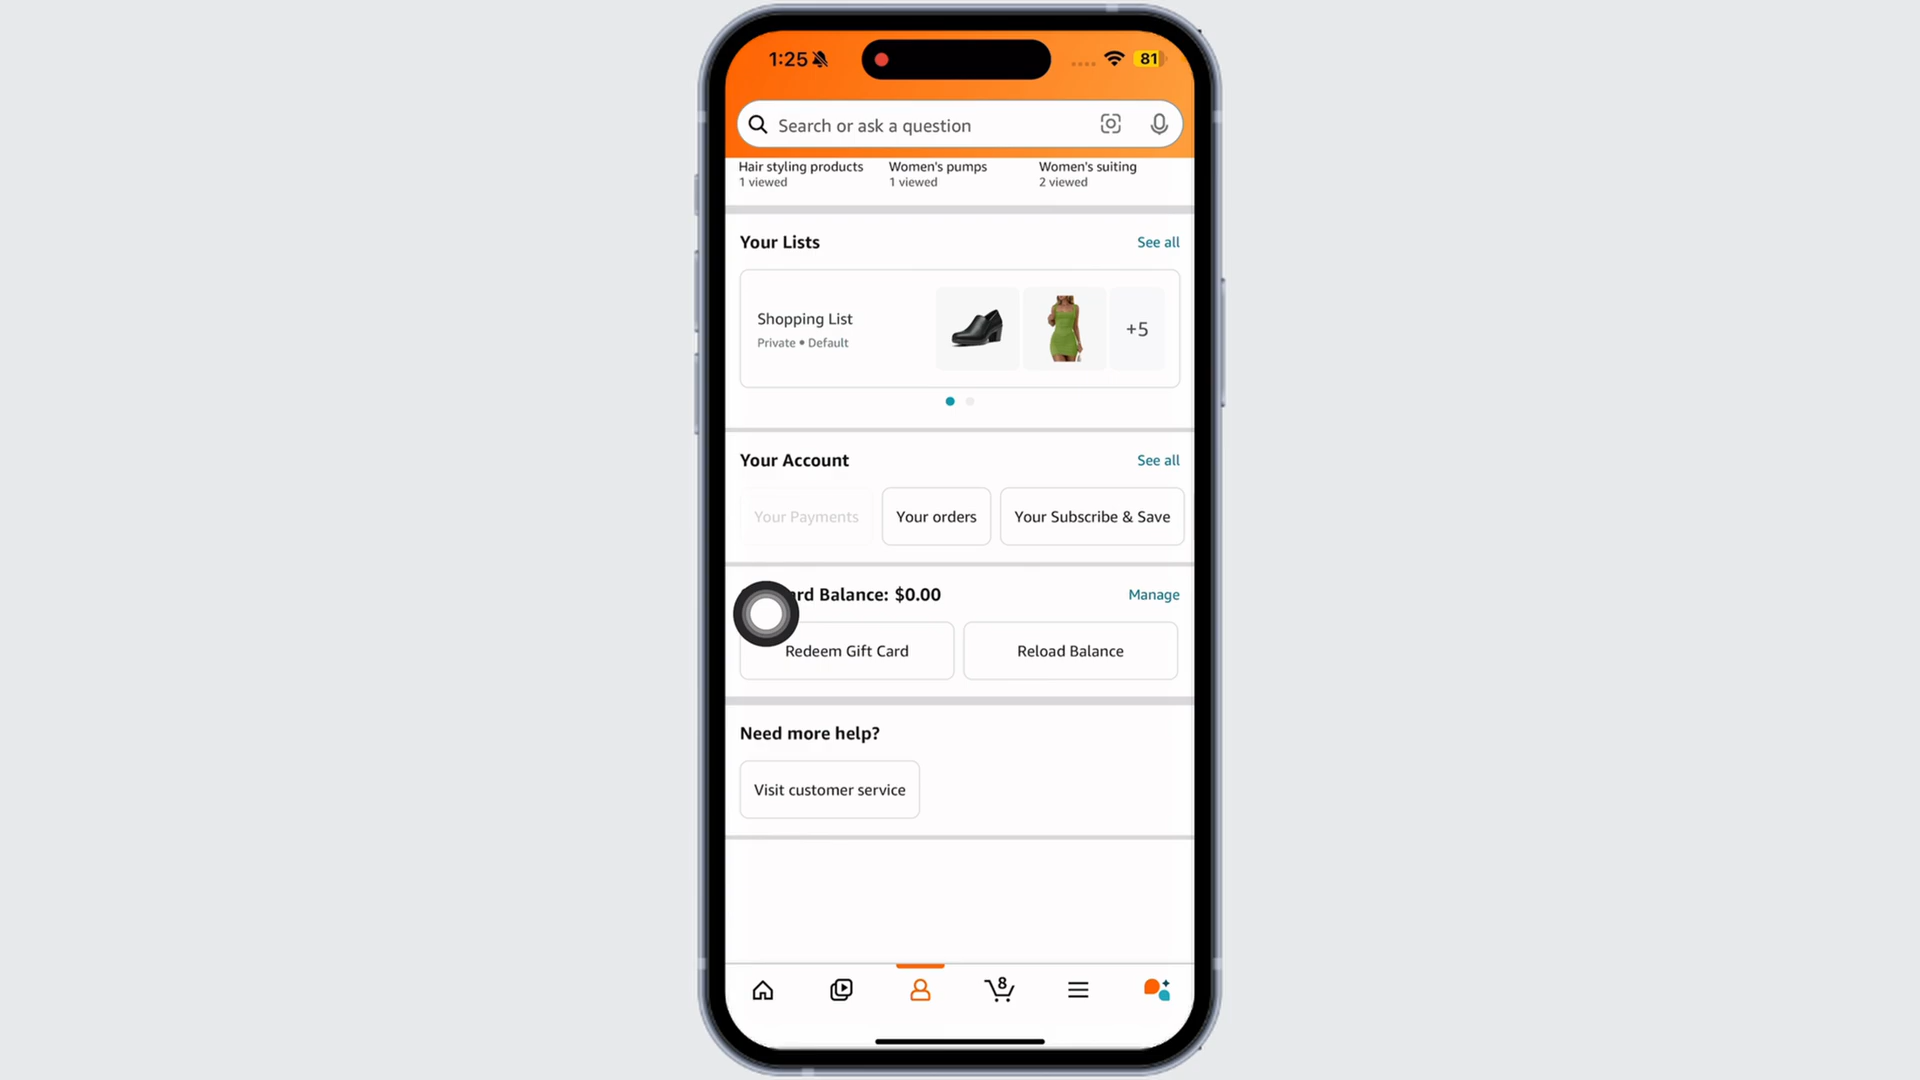 1:25
81
Search or ask a question
Hair styling products
1 viewed
Women's pumps
1 viewed
Women's suiting
2 viewed
Your Lists
See all
Shopping List
Private • Default
+5
Your Account
See all
Your Payments
Your orders
Your Subscribe & Save
Balance: $0.00
Manage
Redeem Gift Card
Reload Balance
Need more help?
Visit customer service
8